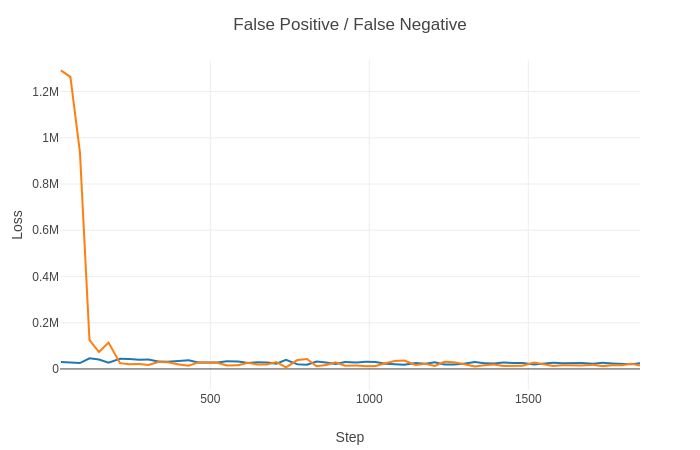 False Positive / False Negative
1.2M
1M
0.8M
0.6M
0.4M
0.2M
0
Loss
500
1000
1500
Step